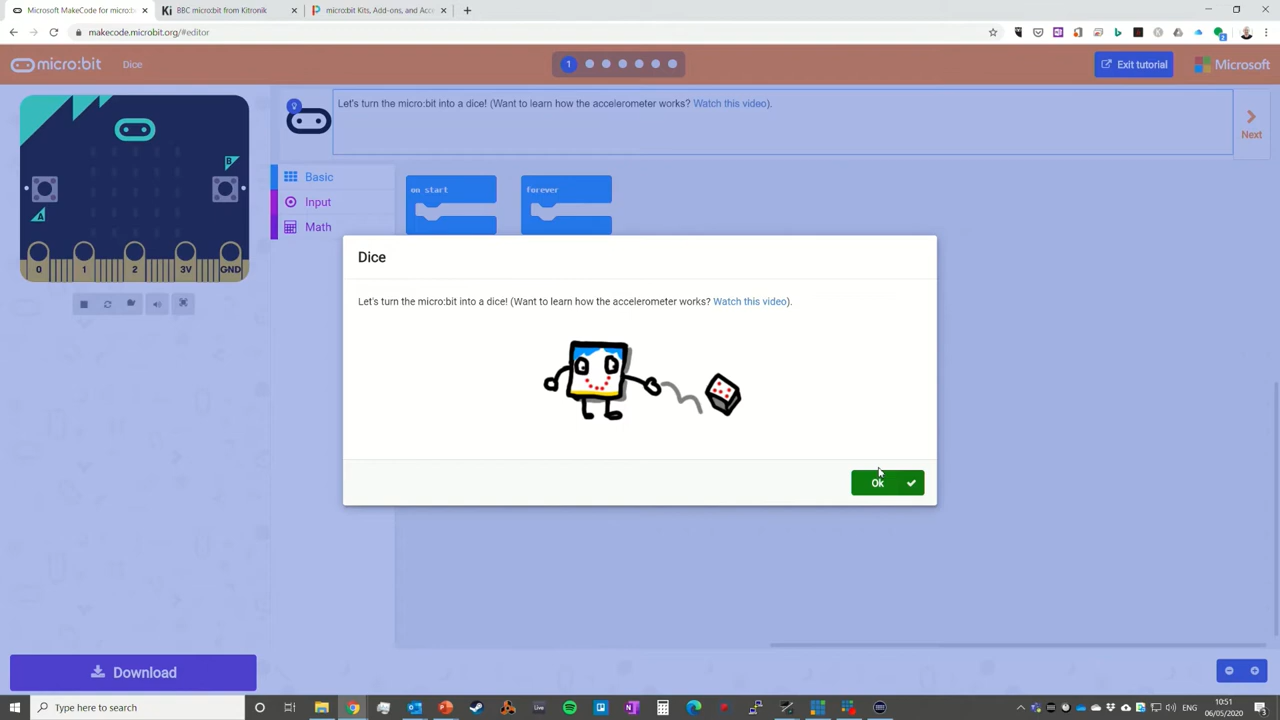 Microsoft MakeCode for micro:b
BBC micro:bit from Kitronik
micro:bit Kits, Add-ons, and Acce
makecode.microbit.org/#editor
micro:bit
Dice
1
Exit tutorial
Microsoft
Let's turn the micro:bit into a dice! (Want to learn how the accelerometer works? Watch this video).
Next
B
A
0
1
2
3V
GND
Basic
Input
Math
on start
forever
Dice
Let's turn the micro:bit into a dice! (Want to learn how the accelerometer works? Watch this video).
Ok
Download
Type here to search
Live
ENG
10:51
06/05/2020